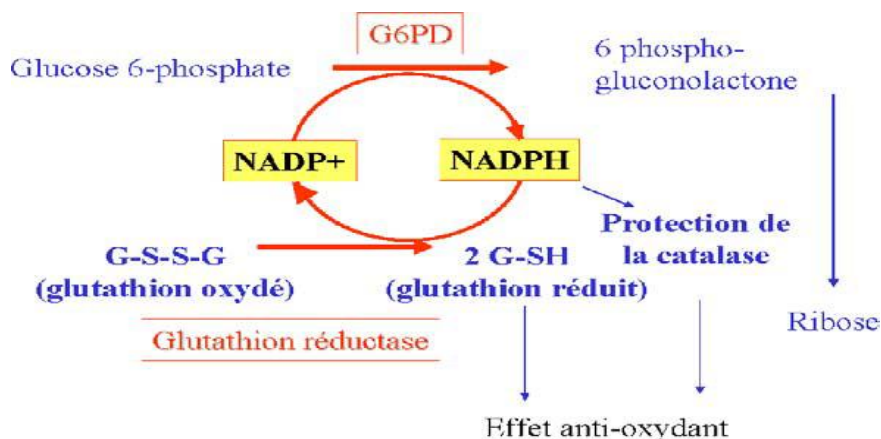 G6PD
Glucose 6-phosphate
6 phospho-
gluconolactone
NADP+
NADPH
Protection de
la catalase
G-S-S-G
(glutathion oxydé)
2 G-SH
(glutathion réduit)
Ribose
Glutathion réductase
Effet anti-oxydant